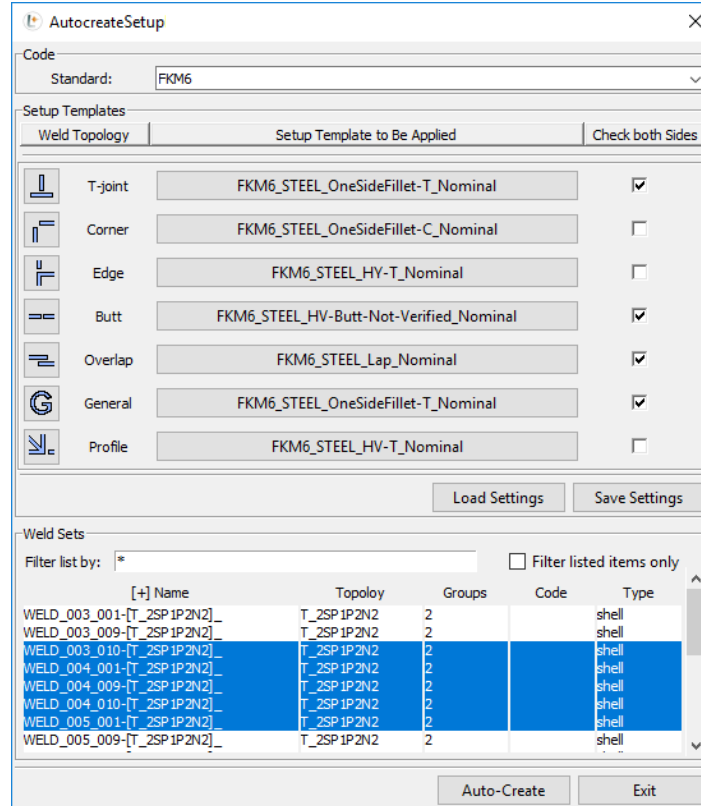 AutocreateSetup
Code
Standard: FKM6
Setup Templates
Weld Topology Setup Template to Be Applied Check both Sides
T-joint FKM6_STEEL_OneSideFillet-T_Nominal
Corner FKM6_STEEL_OneSideFillet-C_Nominal
Edge FKM6_STEEL_HY-T_Nominal
Butt FKM6_STEEL_HV-Butt-Not-Verified_Nominal
Overlap FKM6_STEEL_Lap_Nominal
G General FKM6_STEEL_OneSideFillet-T_Nominal
Profile FKM6_STEEL_HV-T_Nominal
Load Settings Save Settings
Weld Sets
Filter list by: * Filter listed items only
[+] Name Topoloy Groups Code Type
WELD_003_001-[T_2SP1P2N2]_ T_2SP1P2N2 2 shell
WELD_003_009-[T_2SP1P2N2]_ T_2SP1P2N2 2 shell
WELD_003_010-[T_2SP1P2N2]_ T_2SP1P2N2 2 shell
WELD_004_001-[T_2SP1P2N2]_ T_2SP1P2N2 2 shell
WELD_004_009-[T_2SP1P2N2]_ T_2SP1P2N2 2 shell
WELD_004_010-[T_2SP1P2N2]_ T_2SP1P2N2 2 shell
WELD_005_001-[T_2SP1P2N2]_ T_2SP1P2N2 2 shell
WELD_005_009-[T_2SP1P2N2]_ T_2SP1P2N2 2 shell
Auto-Create Exit